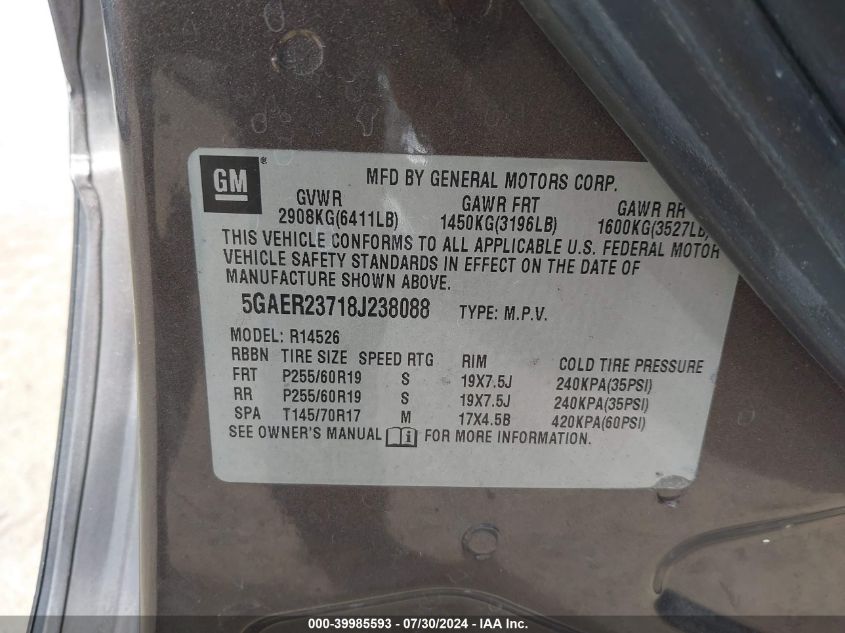 GM ®
MFD BY GENERAL MOTORS CORP.
GVWR GAWR FRT GAWR RR
2908KG(6411LB) 1450KG(3196LB) 1600KG(3527LB)
THIS VEHICLE CONFORMS TO ALL APPLICABLE U.S. FEDERAL MOTOR
VEHICLE SAFETY STANDARDS IN EFFECT ON THE DATE OF
MANUFACTURE SHOWN ABOVE.
5GAER23718J238088 TYPE: M.P.V.
MODEL: R14526
RBBN TIRE SIZE SPEED RTG RIM COLD TIRE PRESSURE
FRT P255/60R19 S 19X7.5J 240KPA(35PSI)
RR P255/60R19 S 19X7.5J 240KPA(35PSI)
SPA T145/70R17 M 17X4.5B 420KPA(60PSI)
SEE OWNER'S MANUAL i FOR MORE INFORMATION.
000-39985593 / 07/30/2024 - IAA Inc.